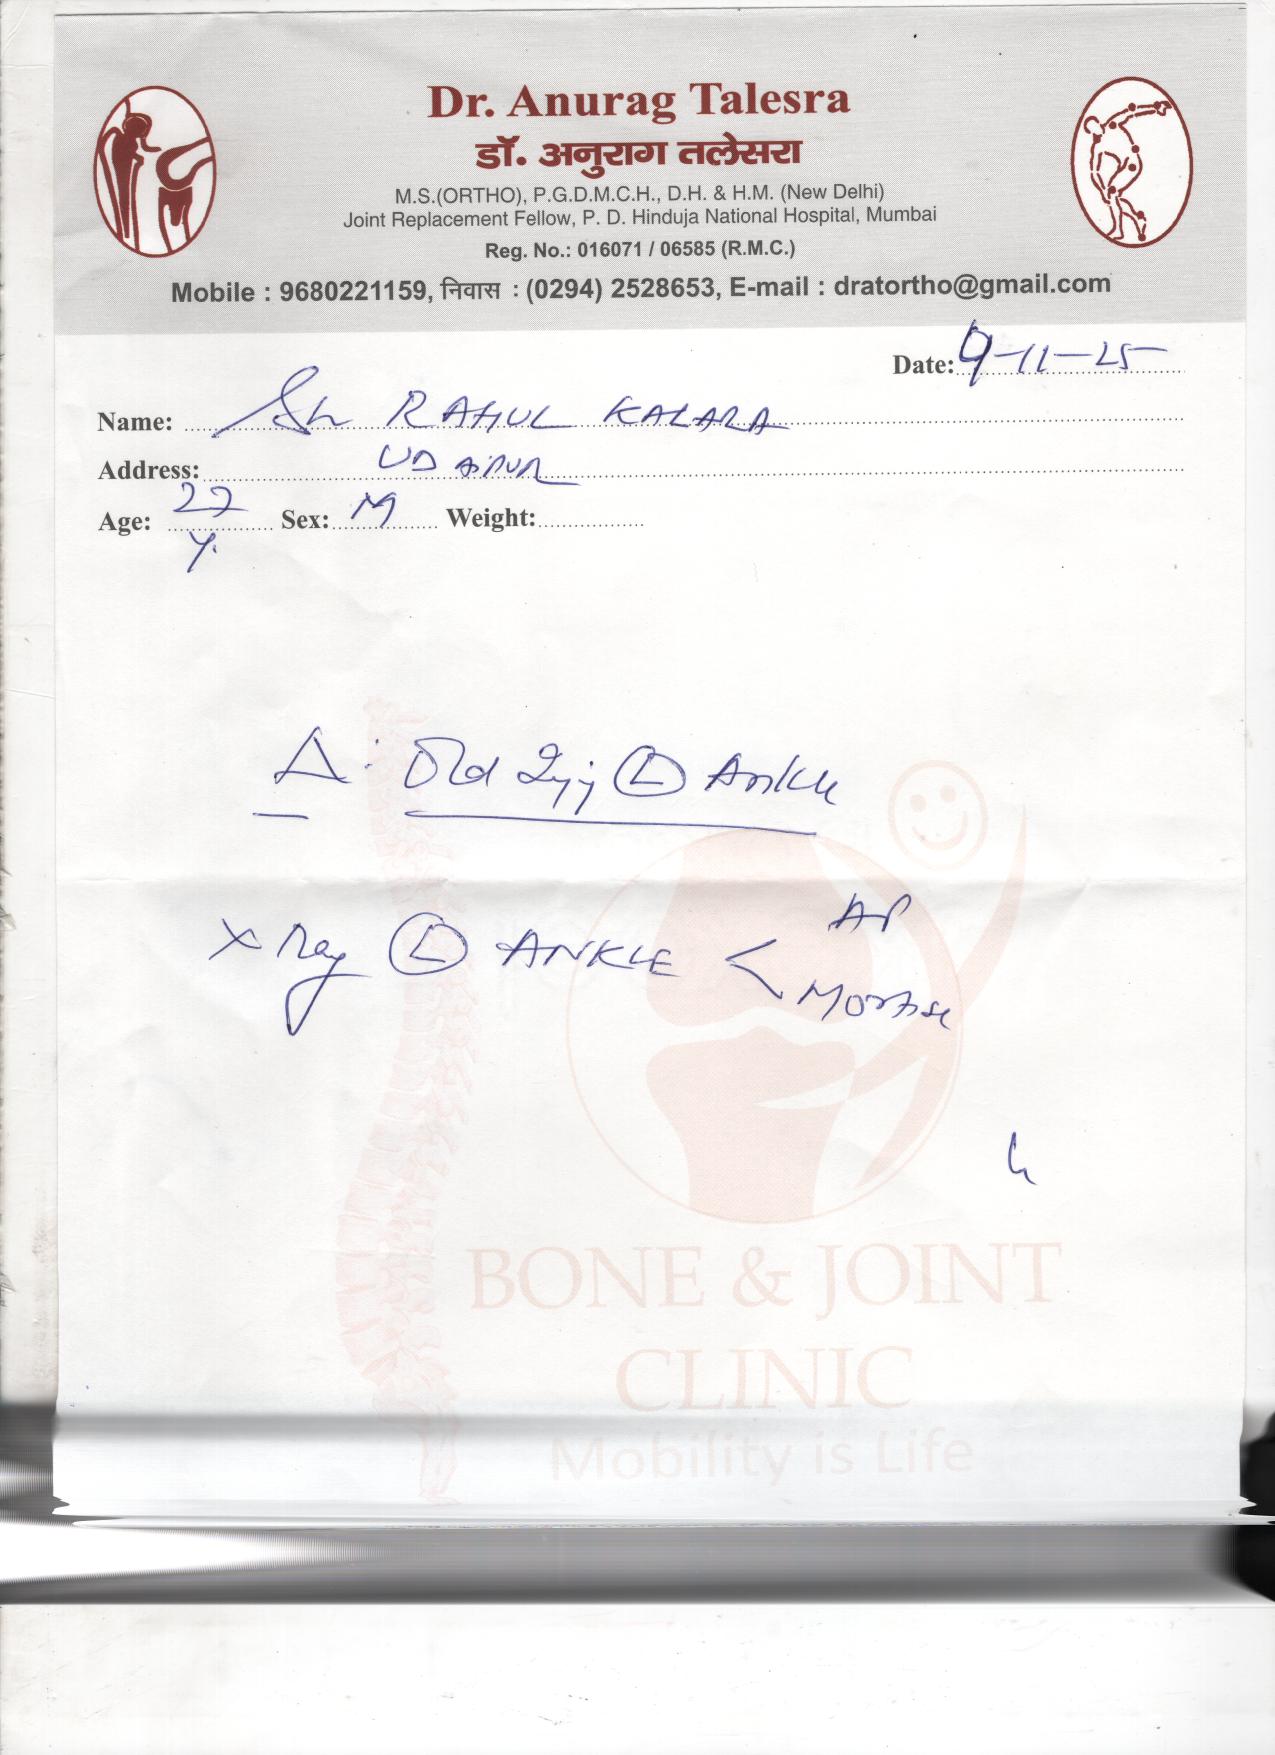 Dr. Anurag Talesra
डॉ. अनुराग तलेसरा
M.S.(ORTHO), P.G.D.M.C.H., D.H. & H.M. (New Delhi)
Joint Replacement Fellow, P. D. Hinduja National Hospital, Mumbai
Reg. No.: 016071 / 06585 (R.M.C.)
Mobile : 9680221159, निवास : (0294) 2528653, E-mail : dratortho@gmail.com
Date: 9-11-25
Name: Sh RAHUL KALARA
Address: UDAIPUR
Age: 27 Sex: M Weight:
y.
Δ : Old Injy Ⓛ Ankle
X Ray Ⓛ ANKLE < AP
Mortise
BONE & JOINT
CLINIC
Mobility is Life